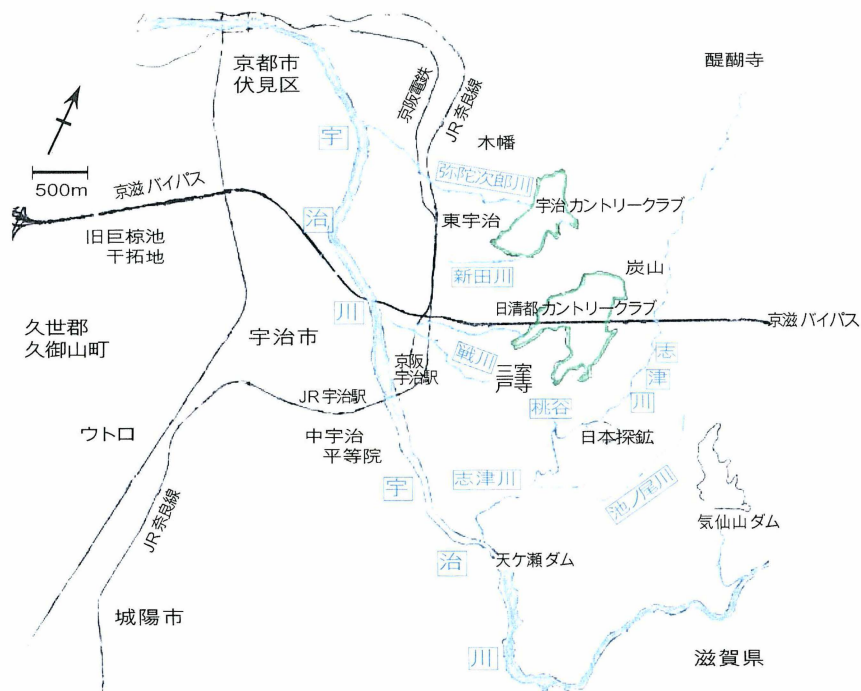 醍醐寺
京都市
伏見区
京阪電鉄
JR奈良線
木幡
宇
治
川
弥陀次郎川
宇治カントリークラブ
500m
京滋バイパス
旧巨椋池
干拓地
東宇治
新田川
炭山
日清都カントリークラブ
京滋バイパス
久世郡
久御山町
宇治市
戦川
京阪
宇治駅
三室
戸寺
志
津
川
JR宇治駅
桃谷
ウトロ
中宇治
平等院
日本探鉱
宇
治
川
志津川
池ノ尾川
気仙山ダム
JR奈良線
天ケ瀬ダム
城陽市
滋賀県